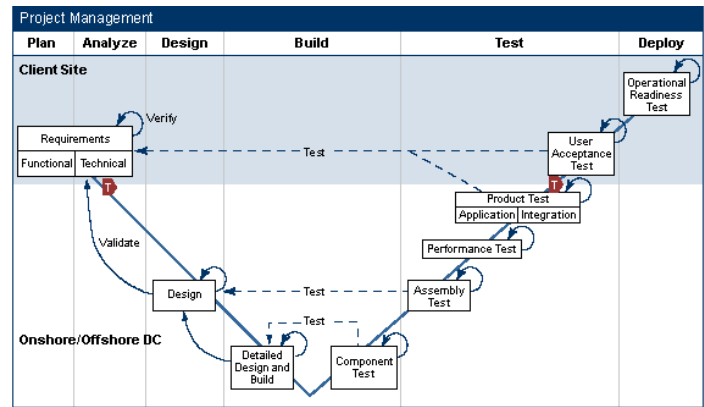 Project Management
Plan
Analyze
Design
Build
Test
Deploy
Client Site
Operational
Readiness
Test
Verify
Requirements
Functional
Technical
Test
User
Acceptance
Test
T
T
Product Test
Application
Integration
Validate
Performance Test
Design
Test
Assembly
Test
Test
Onshore/Offshore DC
Detailed
Design and
Build
Component
Test